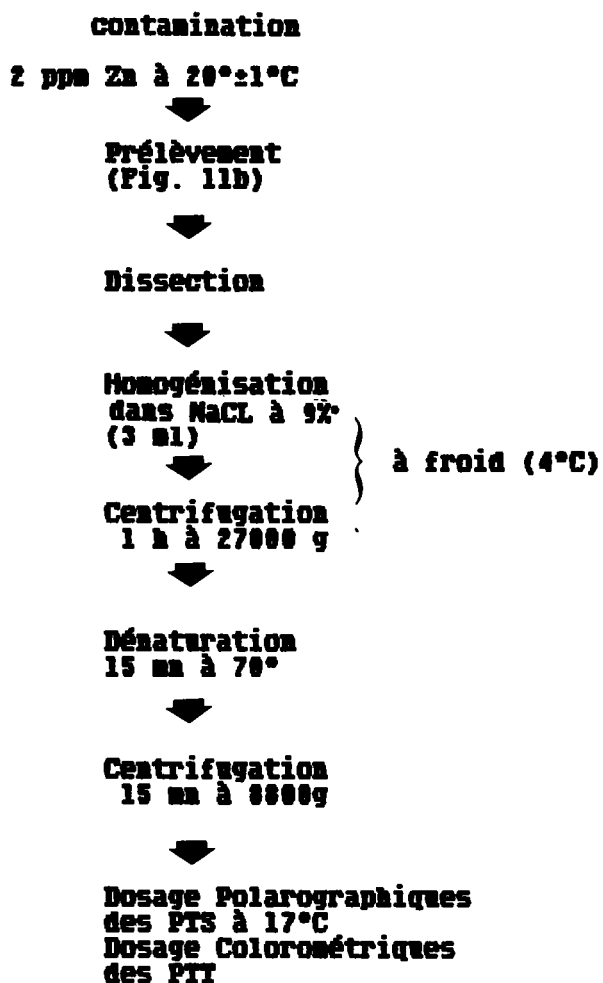 contamination
2 ppm Zn à 20°±1°C
Prélèvement
(Fig. 11b)
Dissection
Homogénisation
dans NaCL à 9%°
(3 ml)
à froid (4°C)
Centrifugation
1 h à 27000 g
Dénaturation
15 mn à 70°
Centrifugation
15 mn à
Dosage Polarographiques
des PTS à 17°C
Dosage Colorométriques
des PTT